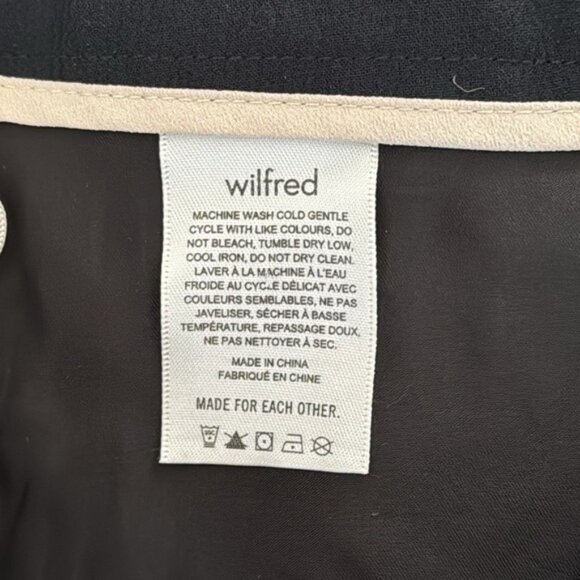 wilfred
MACHINE WASH COLD GENTLE
CYCLE WITH LIKE COLOURS, DO
NOT BLEACH, TUMBLE DRY LOW,
COOL IRON, DO NOT DRY CLEAN.
LAVER À LA MACHINE À L'EAU
FROIDE AU CYCLE DÉLICAT AVEC
COULEURS SEMBLABLES, NE PAS
JAVELISER, SÉCHER À BASSE
TEMPÉRATURE, REPASSAGE DOUX,
NE PAS NETTOYER À SEC.
MADE IN CHINA
FABRIQUÉ EN CHINE
MADE FOR EACH OTHER.